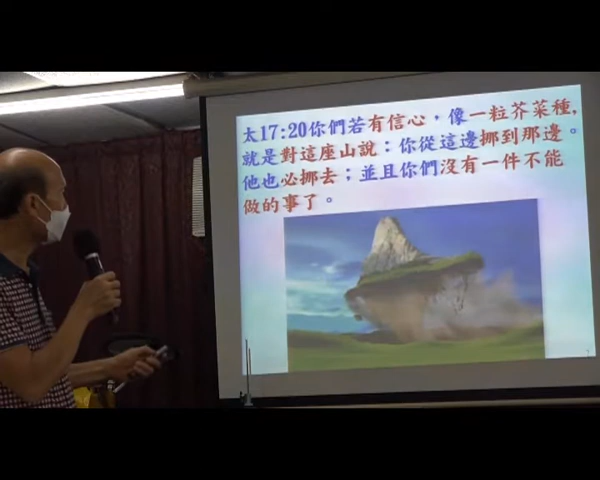 太17:20你們若有信心，像一粒芥菜種,
就是對這座山說：你從這邊挪到那邊。
他也必挪去；並且你們沒有一件不能
做的事了。